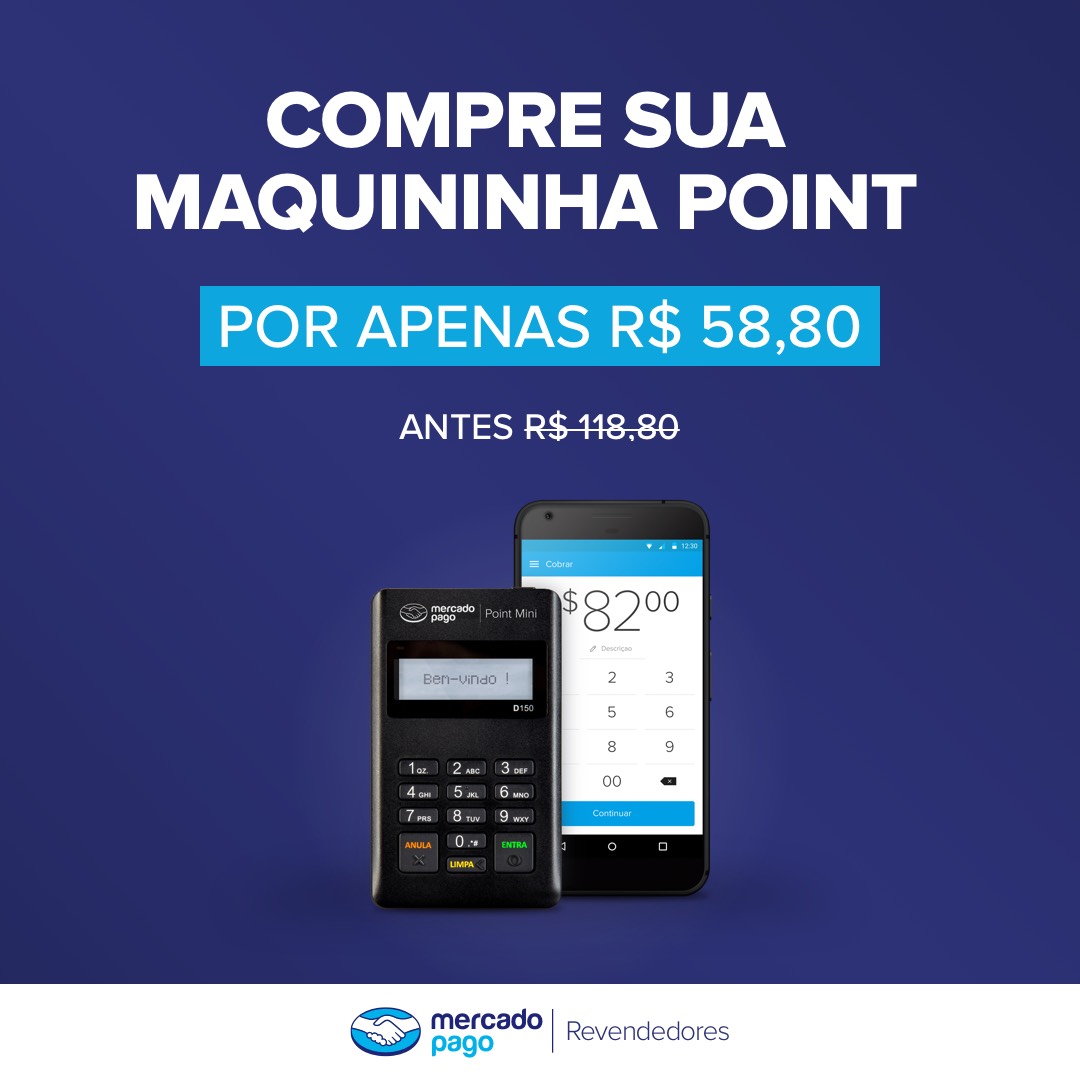 COMPRE SUA
MAQUININHA POINT
POR APENAS R$ 58,80
ANTES R$ 118,80
12:30
Cobrar
$ 82 00
Descriçao
mercado pago | Point Mini
Bem-vindo !
D150
2 3
5 6
8 9
00
Continuar
1 QZ. 2 ABC 3 DEF
4 GHI 5 JKL 6 MNO
7 PRS 8 TUV 9 WXY
ANULA 0 .*# ENTRA
LIMPA
mercado pago | Revendedores